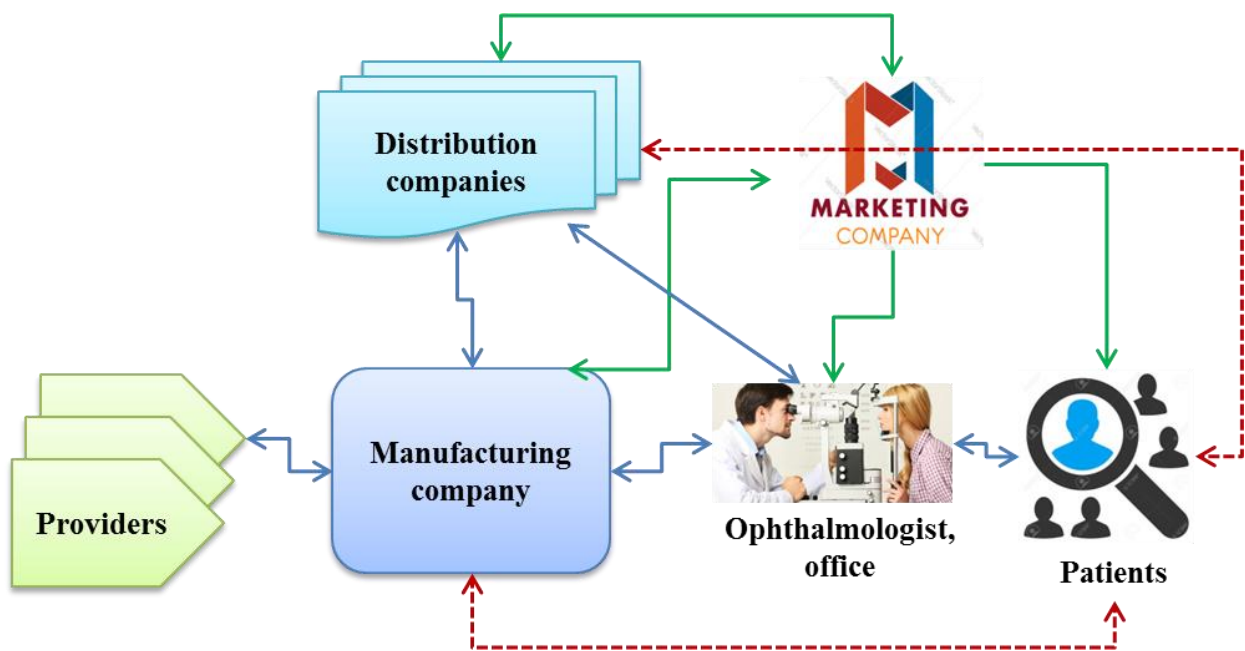 Distribution
companies
MARKETING
COMPANY
Manufacturing
company
Providers
Ophthalmologist,
office
Patients